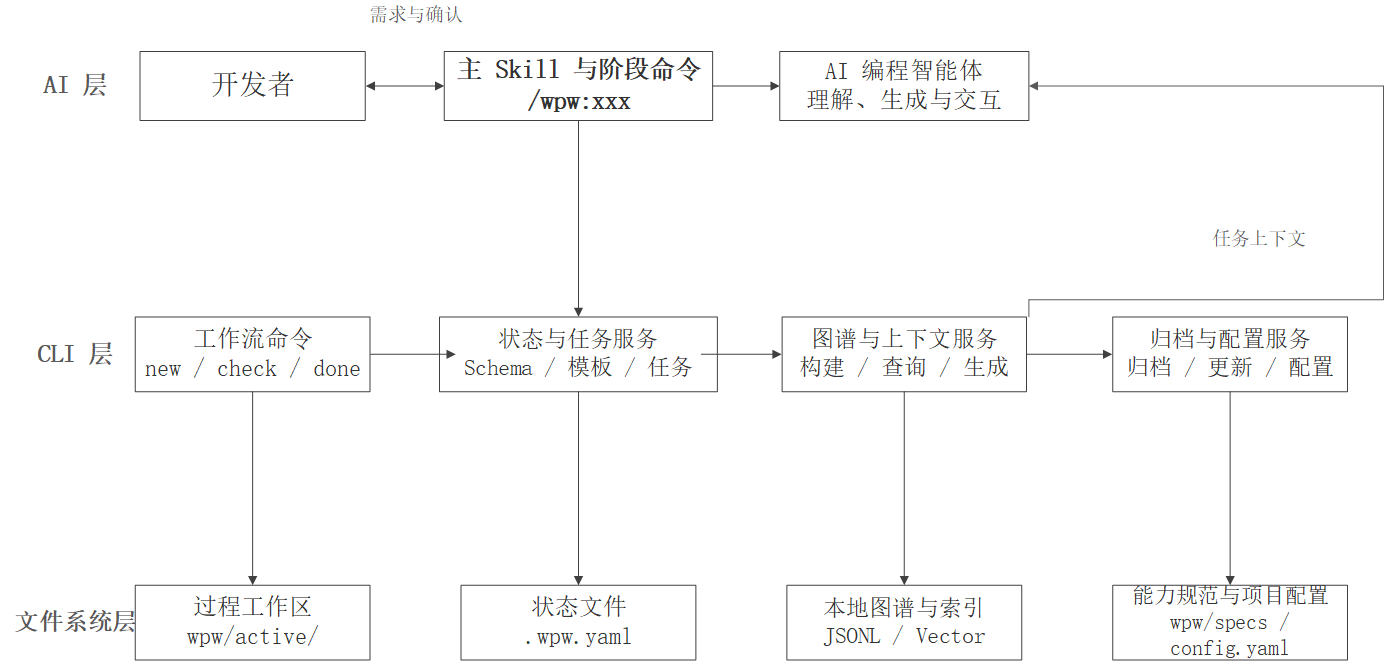 需求与确认
AI 层
开发者
主 Skill 与阶段命令
/wpw:xxx
AI 编程智能体
理解、生成与交互
任务上下文
CLI 层
工作流命令
new / check / done
状态与任务服务
Schema / 模板 / 任务
图谱与上下文服务
构建 / 查询 / 生成
归档与配置服务
归档 / 更新 / 配置
文件系统层
过程工作区
wpw/active/
状态文件
.wpw.yaml
本地图谱与索引
JSONL / Vector
能力规范与项目配置
wpw/specs /
config.yaml